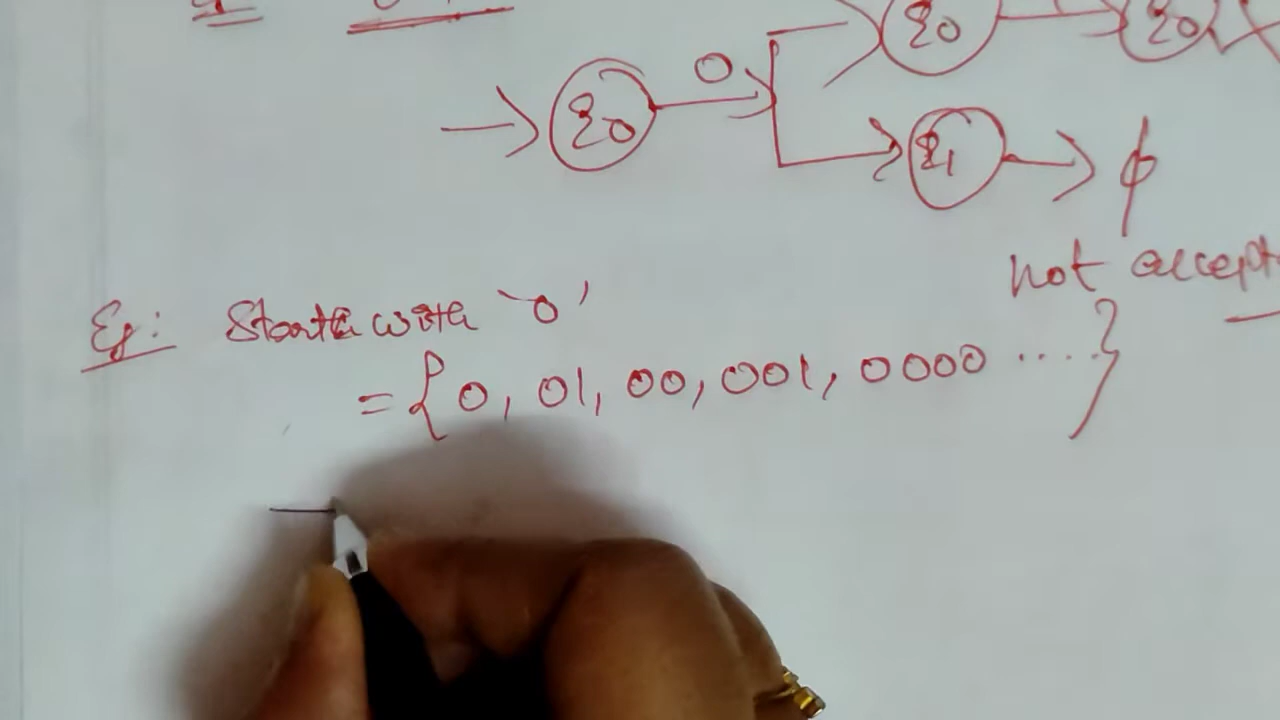 0
q0
q0
q0
q1
φ
not accept
Eg: Starts with '0'
= { 0, 01, 00, 001, 0000 .... }